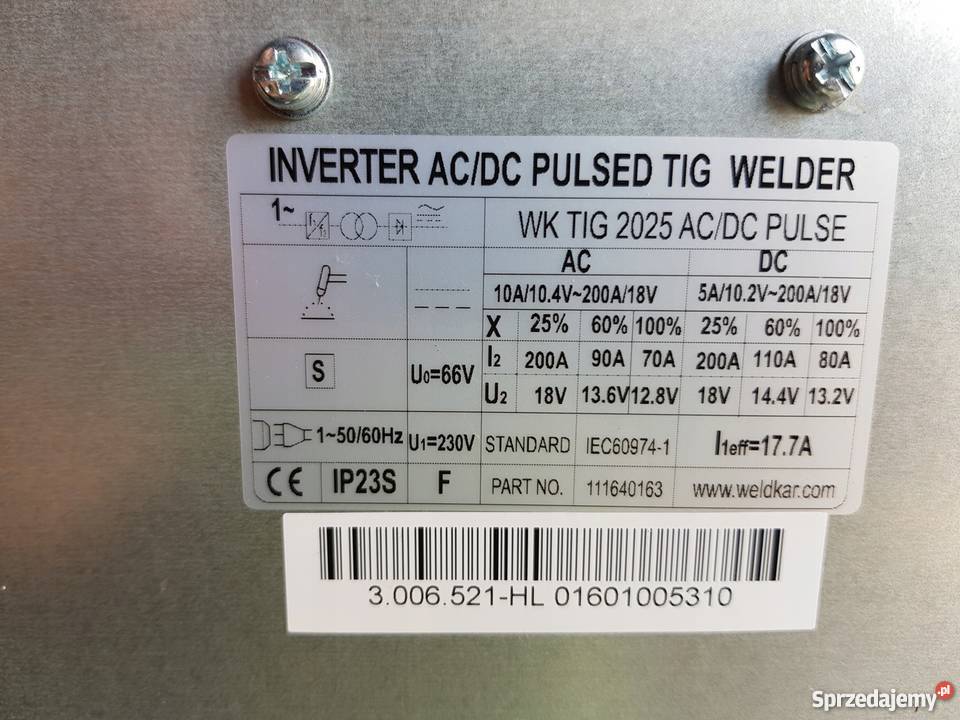 INVERTER AC/DC PULSED TIG WELDER
1~
WK TIG 2025 AC/DC PULSE
AC DC
10A/10.4V~200A/18V 5A/10.2V~200A/18V
X 25% 60% 100% 25% 60% 100%
I2 200A 90A 70A 200A 110A 80A
S U0=66V
U2 18V 13.6V 12.8V 18V 14.4V 13.2V
1~50/60Hz U1=230V STANDARD IEC60974-1 I1eff=17.7A
CE IP23S F PART NO. 111640163 www.weldkar.com
3.006.521-HL 01601005310
Sprzedajemy.pl